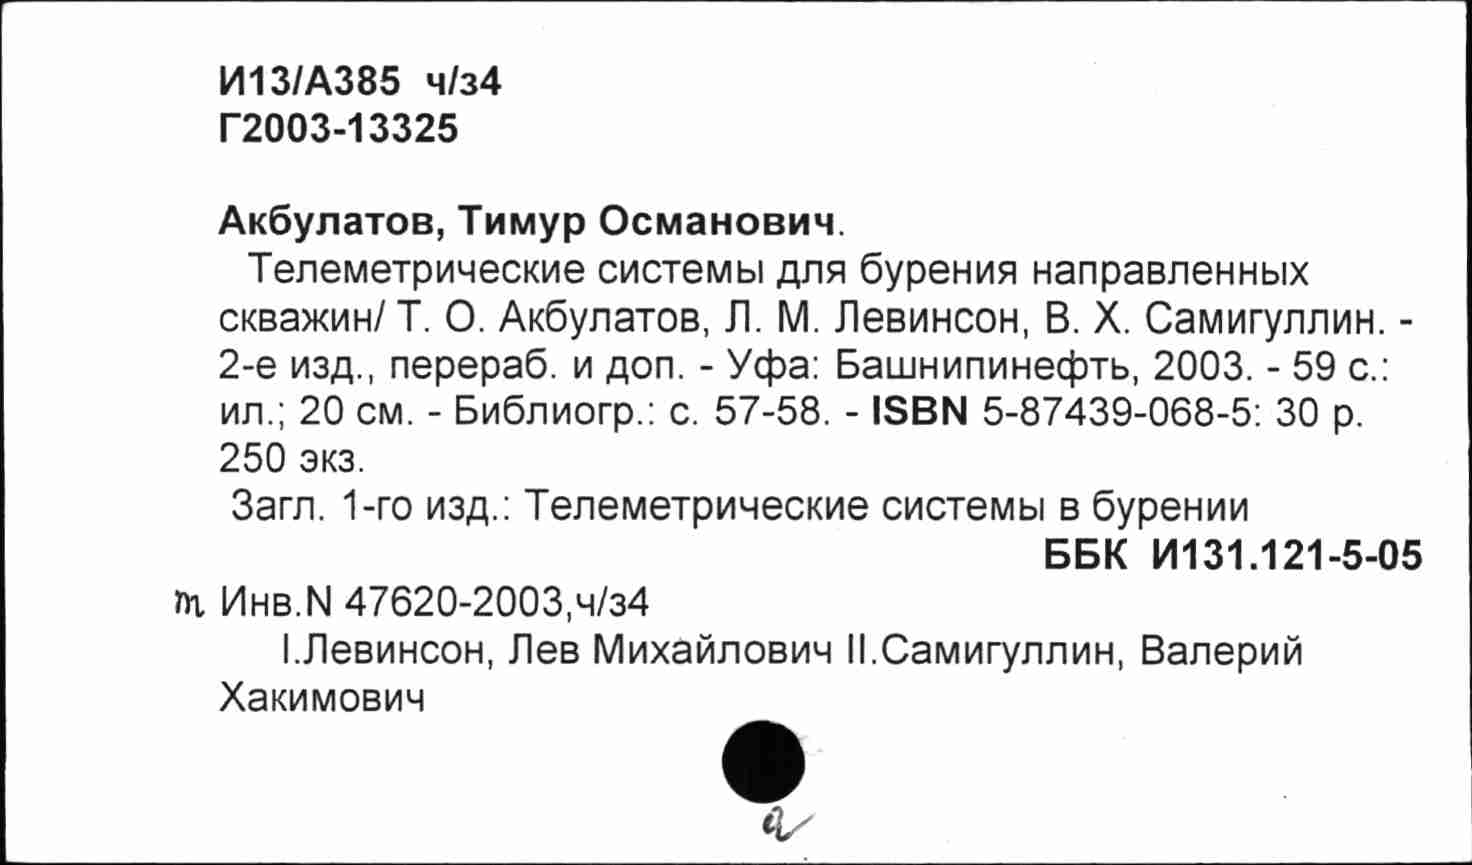 И13/А385 ч/з4
Г2003-13325
Акбулатов, Тимур Османович.
Телеметрические системы для бурения направленных
скважин/ Т. О. Акбулатов, Л. М. Левинсон, В. Х. Самигуллин. -
2-е изд., перераб. и доп. - Уфа: Башнипинефть, 2003. - 59 с.:
ил.; 20 см. - Библиогр.: с. 57-58. - ISBN 5-87439-068-5: 30 р.
250 экз.
Загл. 1-го изд.: Телеметрические системы в бурении
ББК И131.121-5-05
т Инв.N 47620-2003,ч/з4
I.Левинсон, Лев Михайлович II.Самигуллин, Валерий
Хакимович